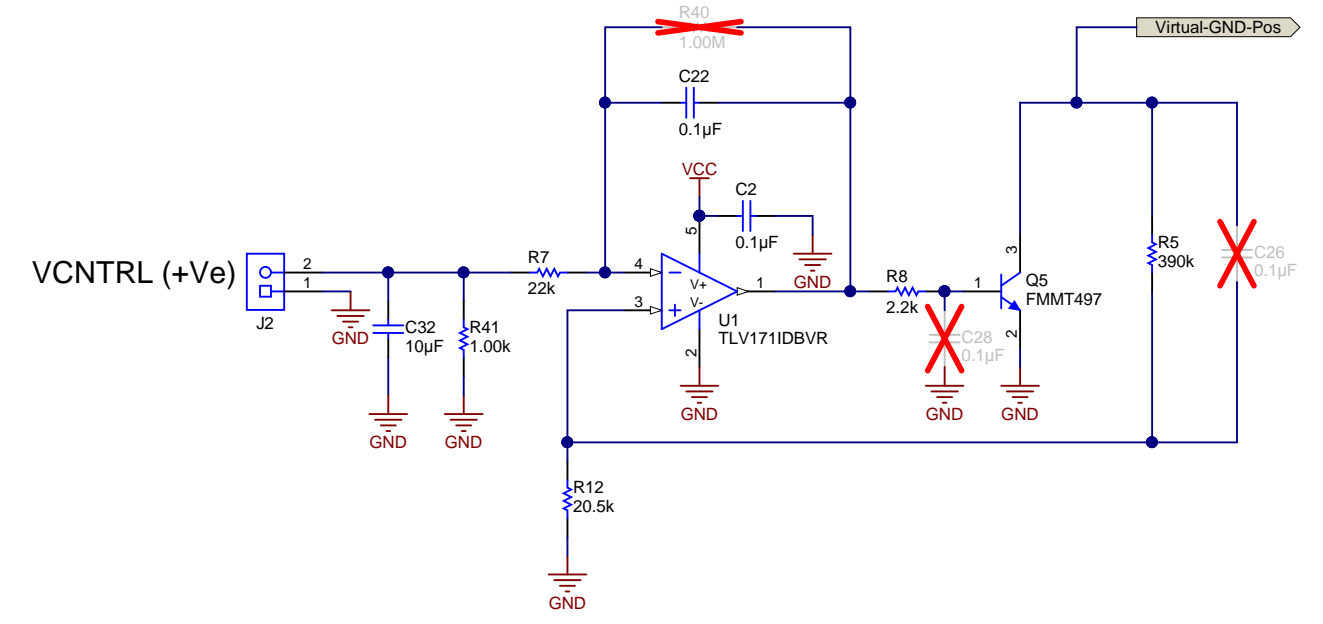 R40
1.00M
Virtual-GND-Pos
C22
0.1µF
VCC
C2
0.1µF
5
GND
VCNTRL (+Ve)
2
1
J2
GND
C32
10µF
GND
R41
1.00k
GND
R7
22k
4
3
V+
V-
1
U1
TLV171IDBVR
2
GND
R8
2.2k
C28
0.1µF
GND
1
3
Q5
FMMT497
2
GND
R5
390k
C26
0.1µF
R12
20.5k
GND